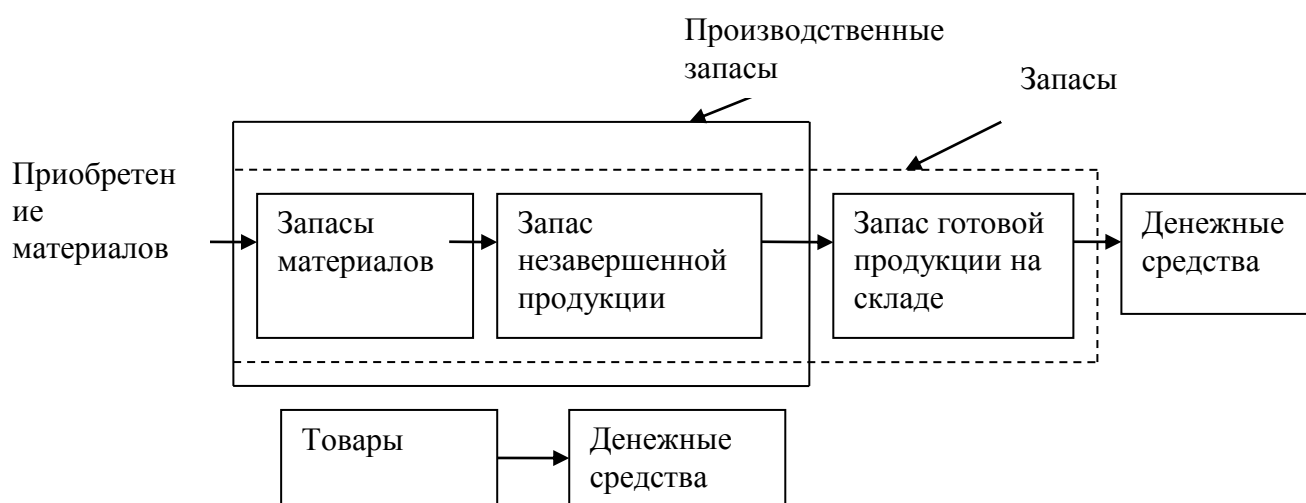 Производственные
запасы
Запасы
Приобретен
ие
материалов
Запасы
материалов
Запас
незавершенной
продукции
Запас готовой
продукции на
складе
Денежные
средства
Товары
Денежные
средства